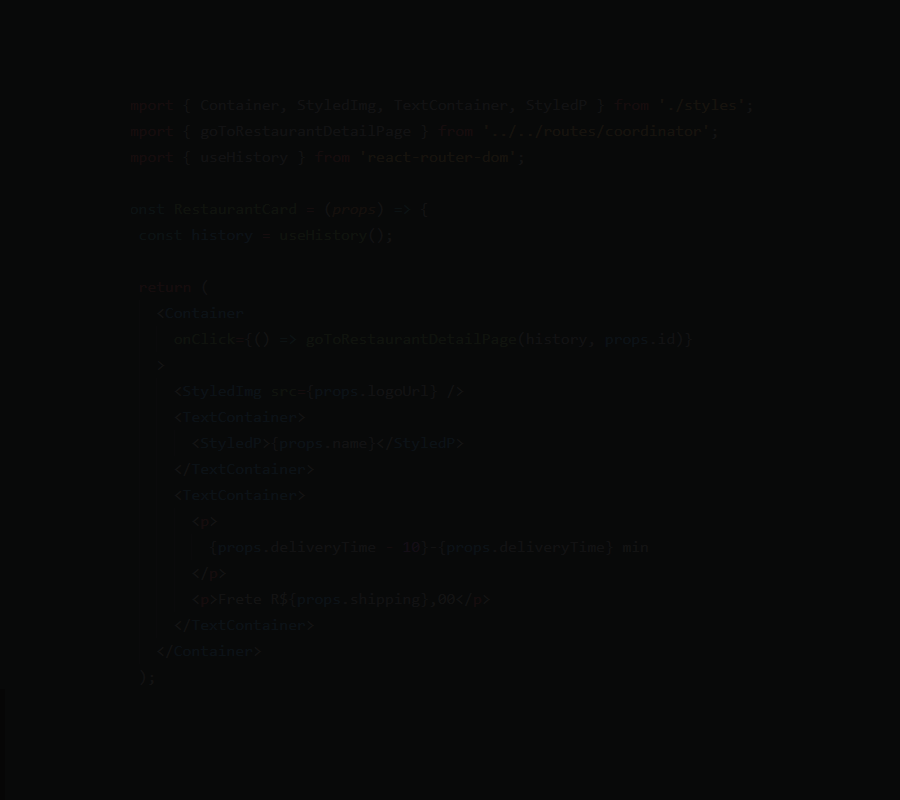 mport { Container, StyledImg, TextContainer, StyledP } from './styles';
mport { goToRestaurantDetailPage } from '../../routes/coordinator';
mport { useHistory } from 'react-router-dom';
onst RestaurantCard = (props) => {
const history = useHistory();
return (
<Container
onClick={() => goToRestaurantDetailPage(history, props.id)}
>
<StyledImg src={props.logoUrl} />
<TextContainer>
<StyledP>{props.name}</StyledP>
</TextContainer>
<TextContainer>
<p>
{props.deliveryTime - 10}-{props.deliveryTime} min
</p>
<p>Frete R${props.shipping},00</p>
</TextContainer>
</Container>
);